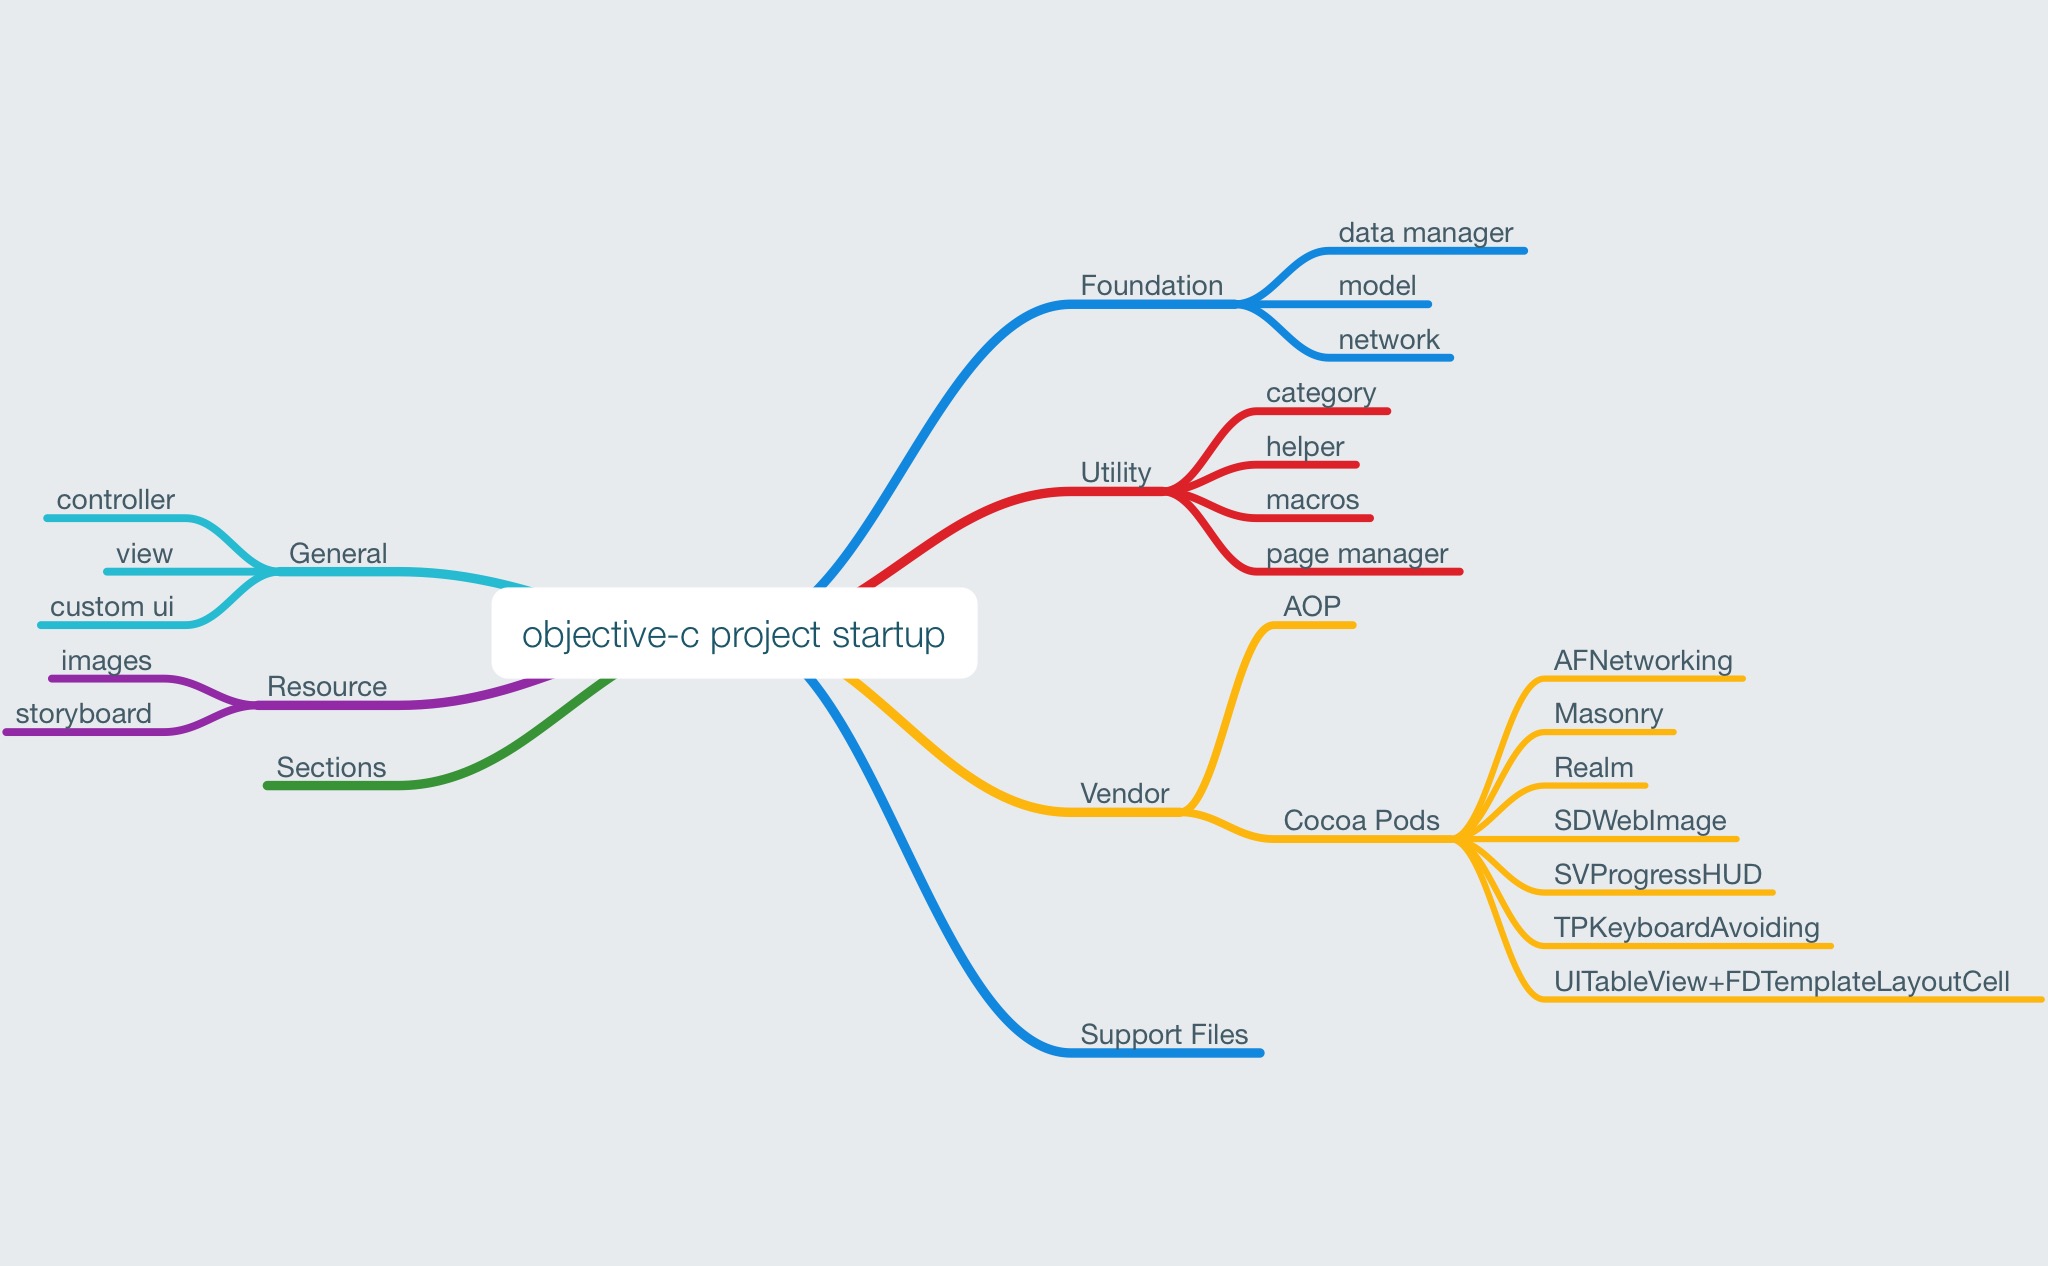 objective-c project startup
Foundation
data manager
model
network
Utility
category
helper
macros
page manager
Vendor
AOP
Cocoa Pods
AFNetworking
Masonry
Realm
SDWebImage
SVProgressHUD
TPKeyboardAvoiding
UITableView+FDTemplateLayoutCell
Support Files
General
controller
view
custom ui
Resource
images
storyboard
Sections